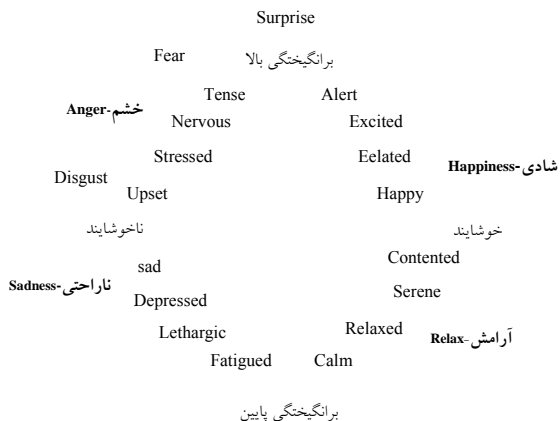 Surprise
Fear
برانگیختگی بالا
Tense
Alert
Anger-خشم
Nervous
Excited
Stressed
Eelated
Happiness-شادی
Disgust
Upset
Happy
ناخوشایند
خوشایند
Contented
sad
Sadness-ناراحتی
Serene
Depressed
Lethargic
Relaxed
Relax-آرامش
Fatigued
Calm
برانگیختگی پایین